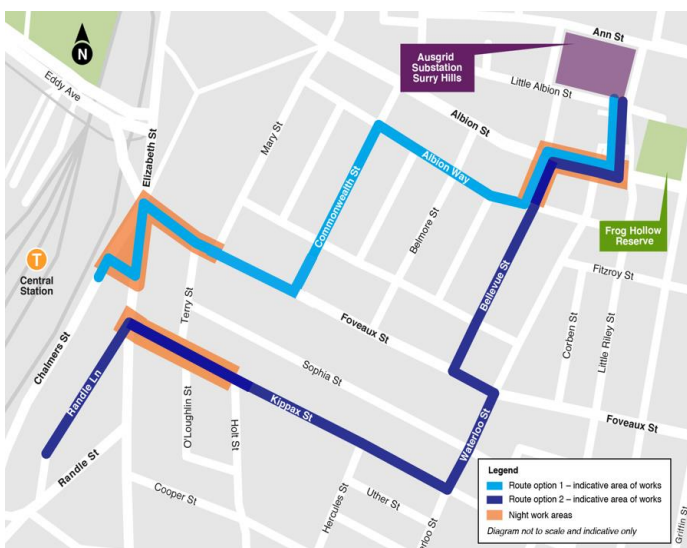 Ann St
Ausgrid
Substation
Surry Hills
N
Eddy Ave
Little Albion St
Albion St
Elizabeth St
Mary St
Albion Way
Commonwealth St
Frog Hollow
Reserve
Belmore St
T
Central
Station
Fitzroy St
Bellevue St
Terry St
Foveaux St
Corben St
Little Riley St
Chalmers St
Sophia St
Randle Ln
Kippax St
O'Loughlin St
Holt St
Waterloo St
Foveaux St
Randle St
Cooper St
Hercules St
Uther St
erloo St
Griffin St
Legend
Route option 1 – indicative area of works
Route option 2 – indicative area of works
Night work areas
Diagram not to scale and indicative only